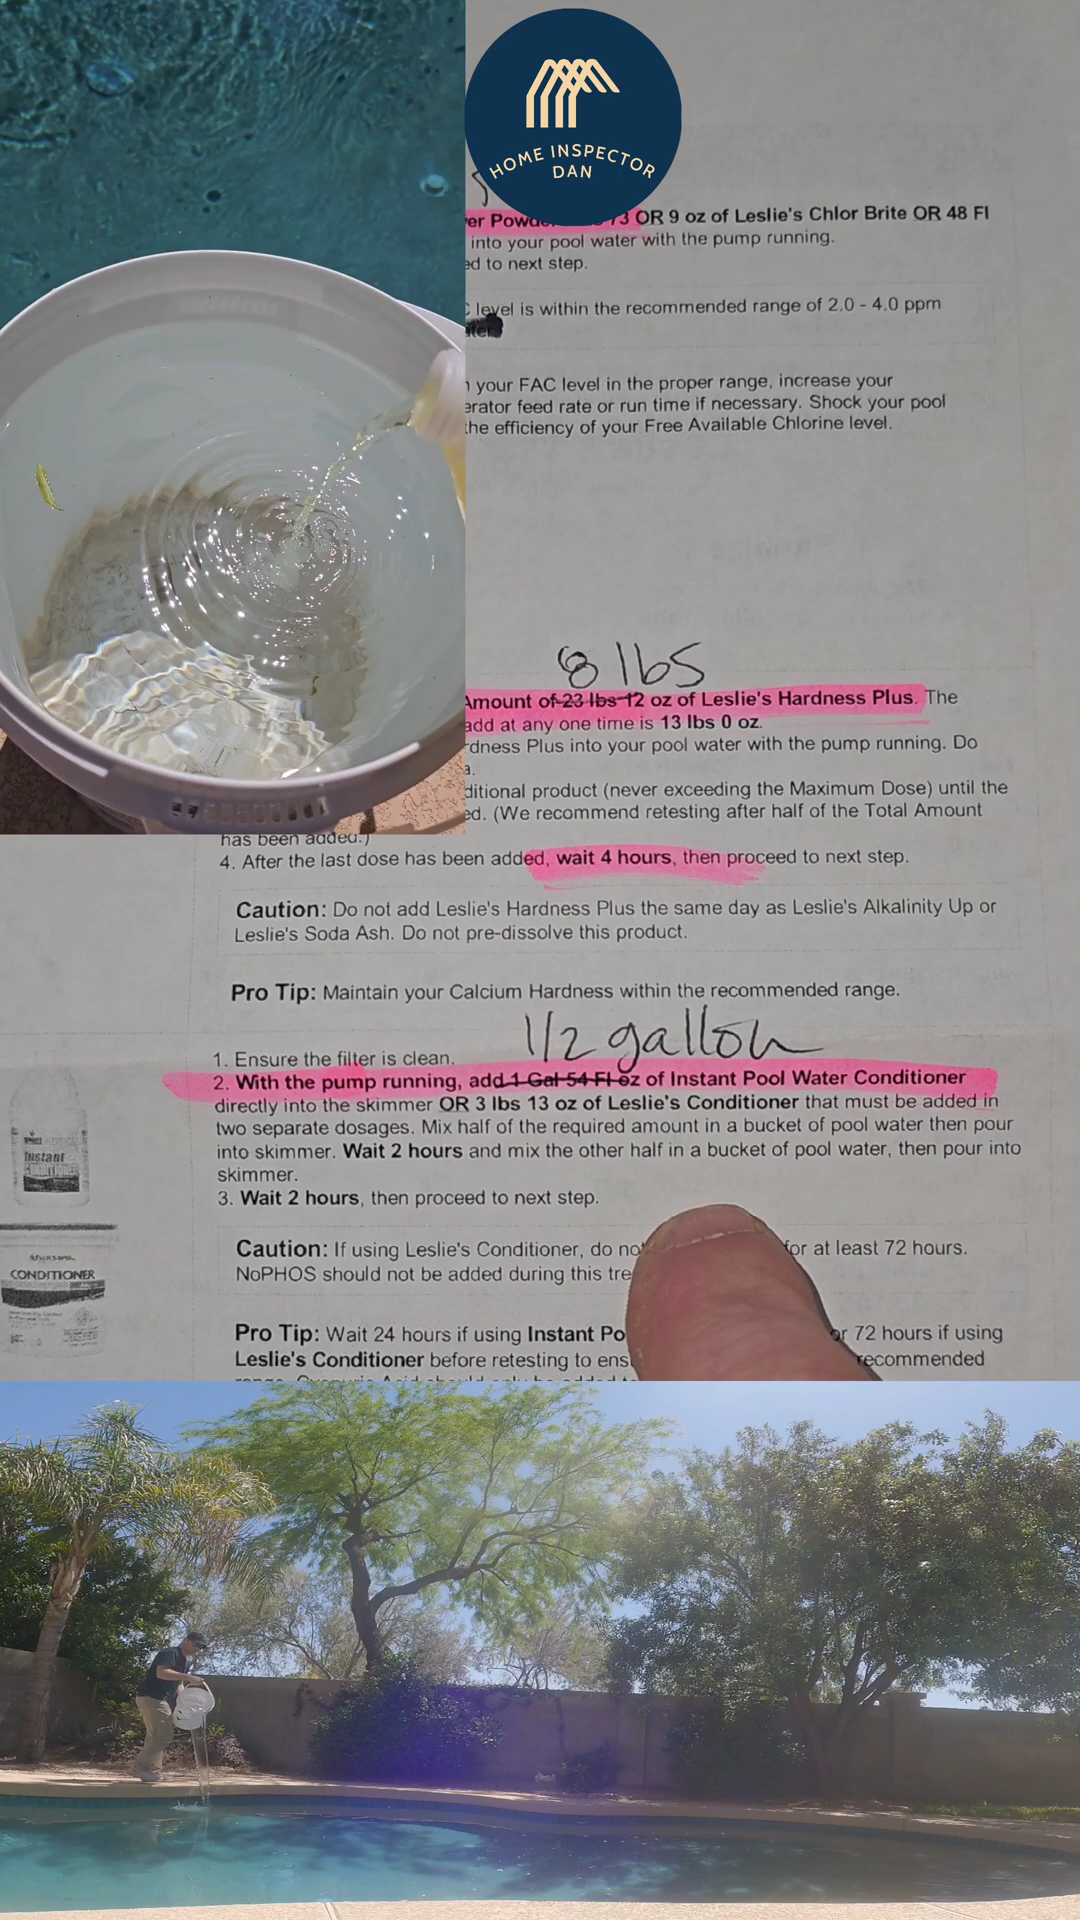 HOME INSPECTOR
DAN
er Powder 73 OR 9 oz of Leslie's Chlor Brite OR 48 Fl
into your pool water with the pump running.
ed to next step.
level is within the recommended range of 2.0 - 4.0 ppm
your FAC level in the proper range, increase your
erator feed rate or run time if necessary. Shock your pool
the efficiency of your Free Available Chlorine level.
8 lbs
Amount of 23 lbs 12 oz of Leslie's Hardness Plus. The
add at any one time is 13 lbs 0 oz.
rdness Plus into your pool water with the pump running. Do
a.
ditional product (never exceeding the Maximum Dose) until the
ed. (We recommend retesting after half of the Total Amount
has been added.)
4. After the last dose has been added, wait 4 hours, then proceed to next step.
Caution: Do not add Leslie's Hardness Plus the same day as Leslie's Alkalinity Up or
Leslie's Soda Ash. Do not pre-dissolve this product.
Pro Tip: Maintain your Calcium Hardness within the recommended range.
1/2 gallon
1. Ensure the filter is clean.
2. With the pump running, add 1 Gal 54 Fl oz of Instant Pool Water Conditioner
directly into the skimmer OR 3 lbs 13 oz of Leslie's Conditioner that must be added in
two separate dosages. Mix half of the required amount in a bucket of pool water then pour
into skimmer. Wait 2 hours and mix the other half in a bucket of pool water, then pour into
skimmer.
3. Wait 2 hours, then proceed to next step.
Instant
CONDITIONER
Caution: If using Leslie's Conditioner, do no for at least 72 hours.
NoPHOS should not be added during this tre
Pro Tip: Wait 24 hours if using Instant Po or 72 hours if using
Leslie's Conditioner before retesting to ens recommended